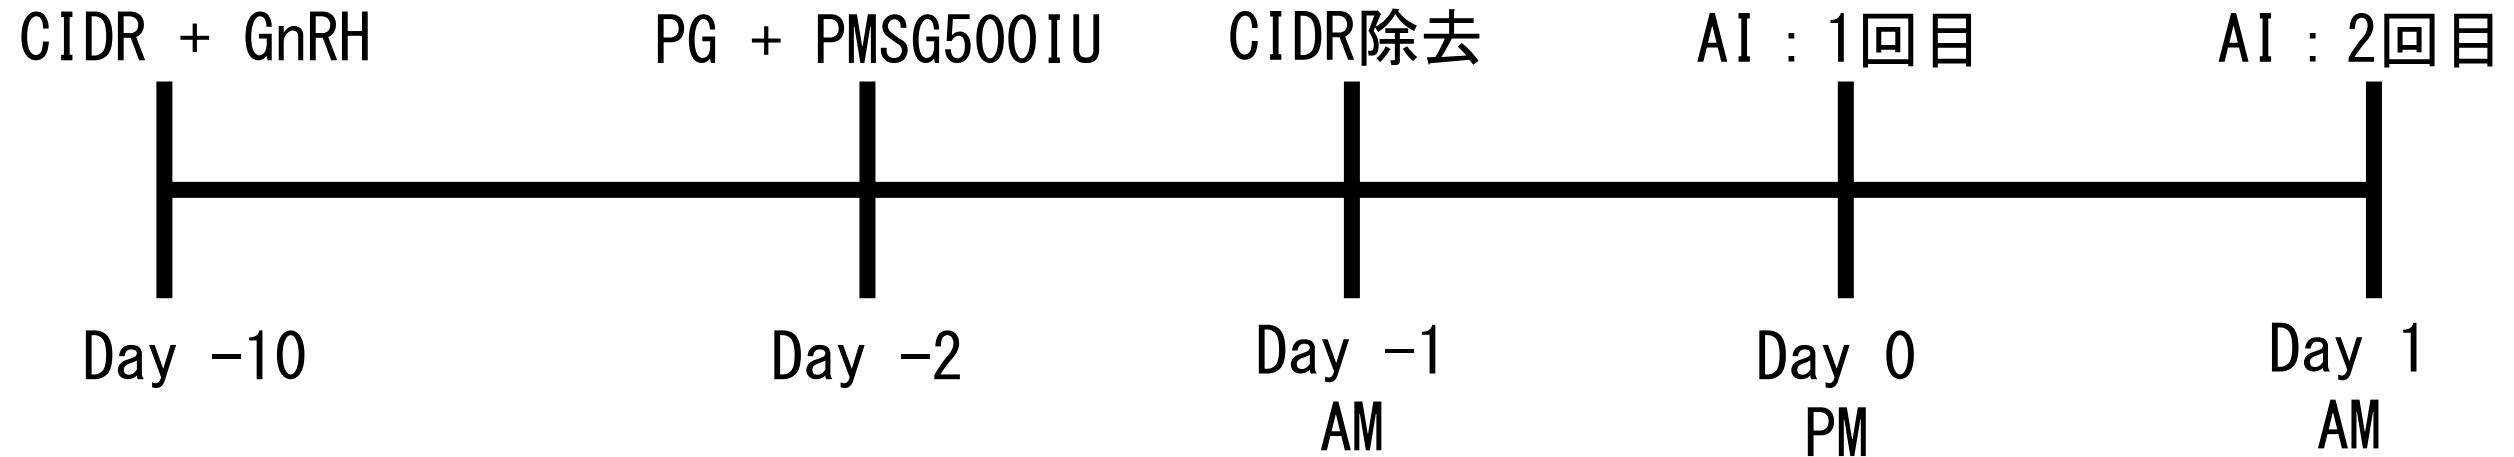 CIDR + GnRH
PG + PMSG500IU
CIDR除去
AI：1回目
AI：2回目
Day -10
Day -2
Day -1
AM
Day 0
PM
Day 1
AM